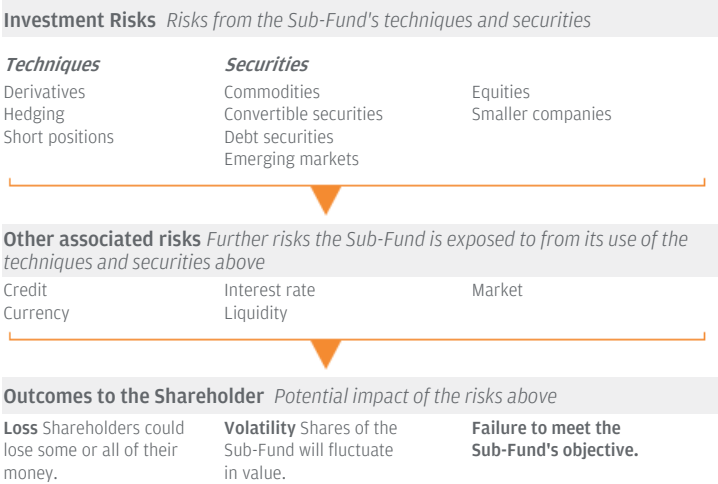 Investment Risks Risks from the Sub-Fund's techniques and securities
Techniques
Derivatives
Hedging
Short positions
Securities
Commodities
Convertible securities
Debt securities
Emerging markets
Equities
Smaller companies
Other associated risks Further risks the Sub-Fund is exposed to from its use of the
techniques and securities above
Credit
Currency
Interest rate
Liquidity
Market
Outcomes to the Shareholder Potential impact of the risks above
Loss Shareholders could
lose some or all of their
money.
Volatility Shares of the
Sub-Fund will fluctuate
in value.
Failure to meet the
Sub-Fund's objective.